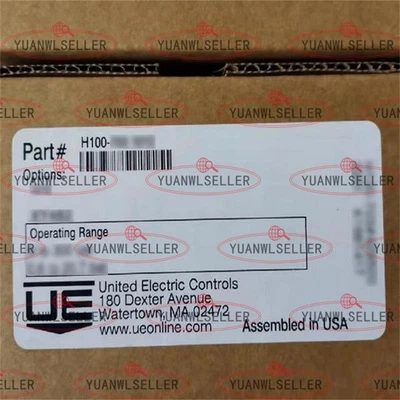 YUANWLSELLER
Part# H100-
Options:
Operating Range
UE
United Electric Controls
180 Dexter Avenue
Watertown, MA 02472
www.ueonline.com
Assembled in USA